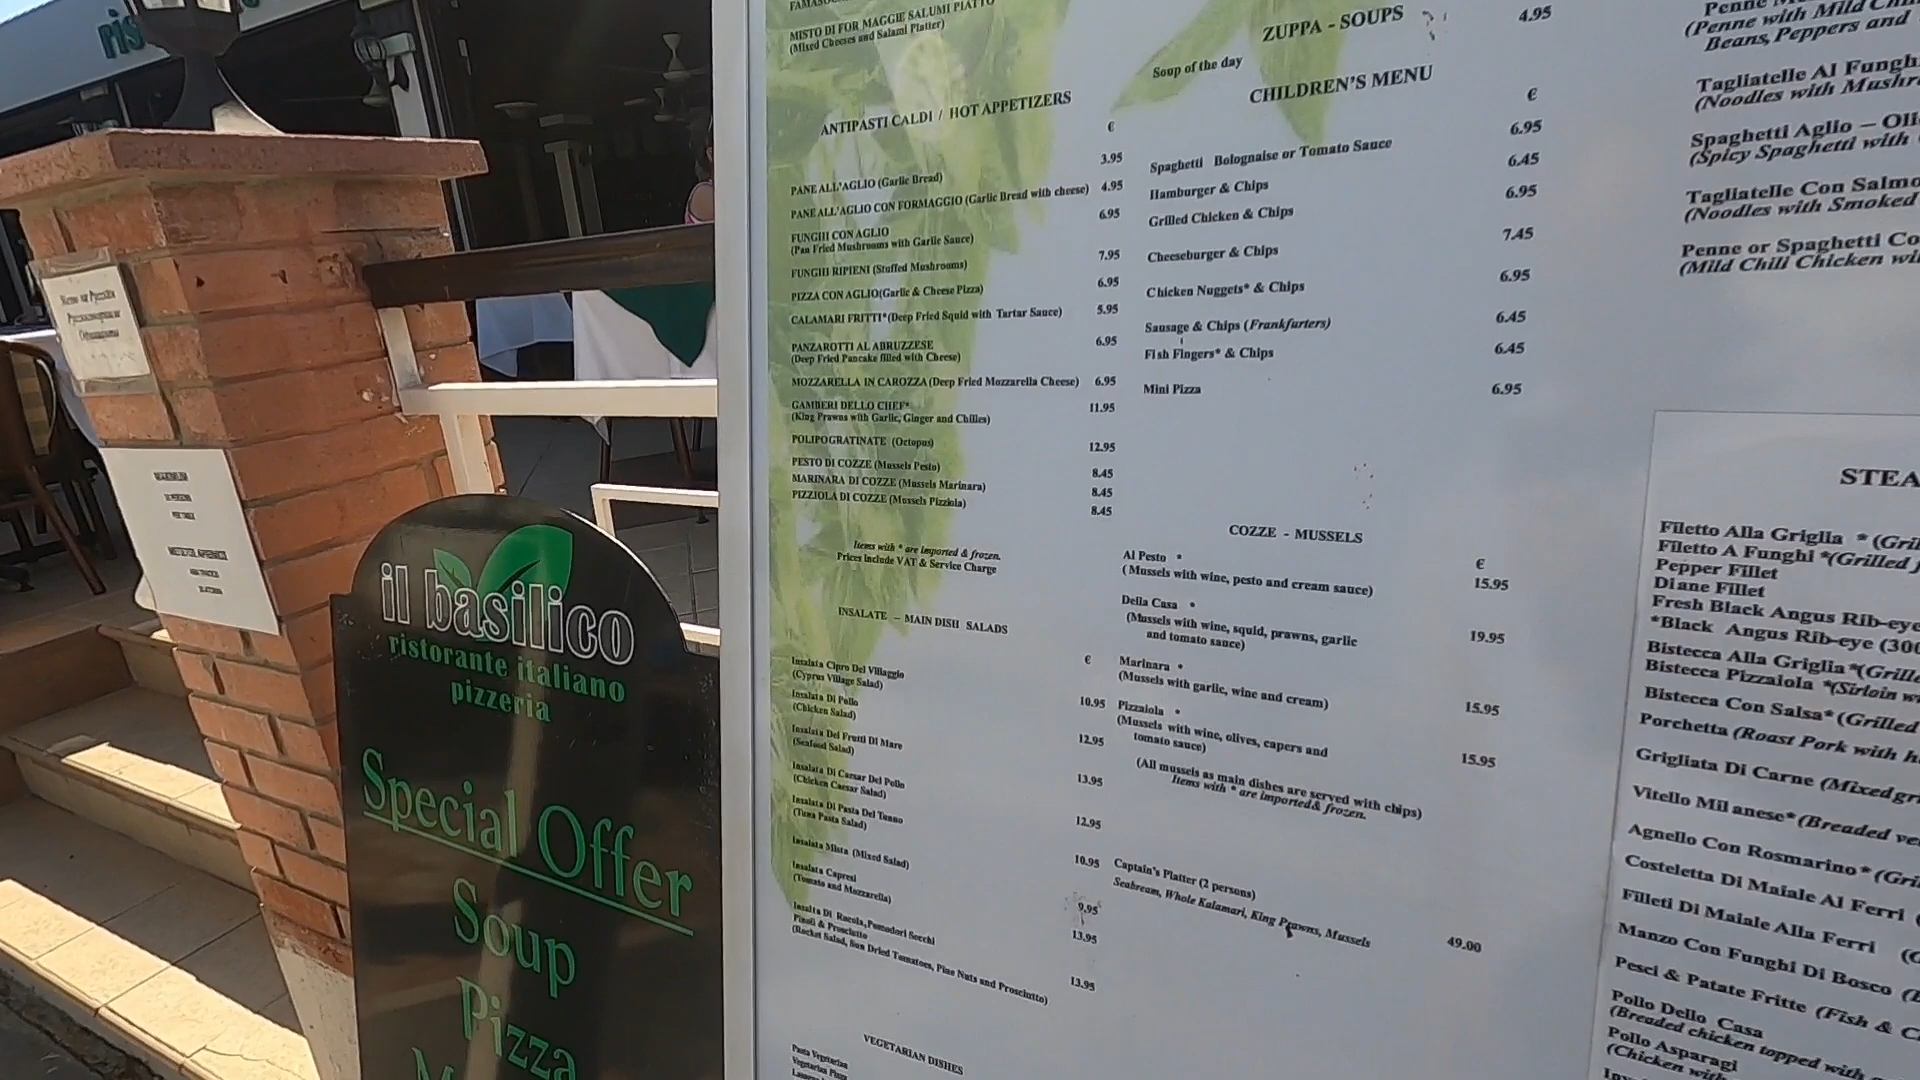 ris
MISTO DI FOR MAGGIE SALUMI PIATTO
(Mixed Cheeses and Salami Platter)
ANTIPASTI CALDI / HOT APPETIZERS
€
PANE ALL'AGLIO (Garlic Bread) 3.95
PANE ALL'AGLIO CON FORMAGGIO (Garlic Bread with cheese) 4.95
FUNGHI CON AGLIO 6.95
(Pan Fried Mushrooms with Garlic Sauce)
FUNGHI RIPIENI (Stuffed Mushrooms) 7.95
PIZZA CON AGLIO(Garlic & Cheese Pizza) 6.95
CALAMARI FRITTI*(Deep Fried Squid with Tartar Sauce) 5.95
PANZAROTTI AL ABRUZZESE 6.95
(Deep Fried Pancake filled with Cheese)
MOZZARELLA IN CAROZZA (Deep Fried Mozzarella Cheese) 6.95
GAMBERI DELLO CHEF* 11.95
(King Prawns with Garlic, Ginger and Chilies)
POLIPO GRATINATE (Octopus) 12.95
PESTO DI COZZE (Mussels Pesto) 8.45
MARINARA DI COZZE (Mussels Marinara) 8.45
PIZZIOLA DI COZZE (Mussels Pizziola) 8.45
Items with * are imported & frozen.
Prices Include VAT & Service Charge
INSALATE – MAIN DISH SALADS
€
Insalata Cipro Del Villaggio
(Cyprus Village Salad) 10.95
Insalata Di Pollo
(Chicken Salad) 12.95
Insalata Del Frutti Di Mare
(Seafood Salad) 13.95
Insalata Di Caesar Del Pollo
(Chicken Caesar Salad) 12.95
Insalata Di Pasta Del Tunno
(Tuna Pasta Salad) 10.95
Insalata Mista (Mixed Salad) 9.95
Insalata Capresi 13.95
(Tomato and Mozzarella)
Insalta Di Rucola, Pomodori Secchi
Pinoli & Prosciutto 13.95
(Rocket Salad, Sun Dried Tomatoes, Pine Nuts and Prosciutto)
VEGETARIAN DISHES
Pasta Vegetarian
Vegetarian Pizza
ZUPPA - SOUPS
Soup of the day 4.95
CHILDREN'S MENU
€
Spaghetti Bolognaise or Tomato Sauce 6.95
Hamburger & Chips 6.45
Grilled Chicken & Chips 6.95
Cheeseburger & Chips 7.45
Chicken Nuggets* & Chips 6.95
Sausage & Chips (Frankfurters) 6.45
Fish Fingers* & Chips 6.45
Mini Pizza 6.95
COZZE - MUSSELS
€
Al Pesto * 15.95
(Mussels with wine, pesto and cream sauce)
Della Casa * 19.95
(Mussels with wine, squid, prawns, garlic
and tomato sauce)
Marinara * 15.95
(Mussels with garlic, wine and cream)
Pizzaiola * 15.95
(Mussels with wine, olives, capers and
tomato sauce)
(All mussels as main dishes are served with chips)
Items with * are imported& frozen.
Captain's Platter (2 persons) 49.00
Seabream, Whole Kalamari, King Prawns, Mussels
Penne
(Penne with Mild
Beans, Peppers and
Tagliatelle Al Funghi
(Noodles with
Spaghetti Aglio – Oli
(Spicy Spaghetti with
Tagliatelle Con Salmo
(Noodles with Smoked
Penne or Spaghetti Co
(Mild Chili Chicken wi
STEA
Filetto Alla Griglia * (Gri
Filetto A Funghi *(Grilled
Pepper Fillet
Diane Fillet
Fresh Black Angus Rib-eye
*Black Angus Rib-eye (300
Bistecca Alla Griglia *(Grille
Bistecca Pizzaiola *(Sirloin w
Bistecca Con Salsa* (Grilled
Porchetta (Roast Pork with h
Grigliata Di Carne (Mixed gr
Vitello Milanese* (Breaded ve
Agnello Con Rosmarino * (Gri
Costeletta Di Maiale Al Ferri (
Filleti Di Maiale Alla Ferri (G
Manzo Con Funghi Di Bosco (B
Pesci & Patate Fritte (Fish & C
Pollo Dello Casa
(Breaded chicken topped with
Pollo Asparagi
(Chicken with
il basilico
ristorante italiano
pizzeria
Special Offer
Soup
Pizza